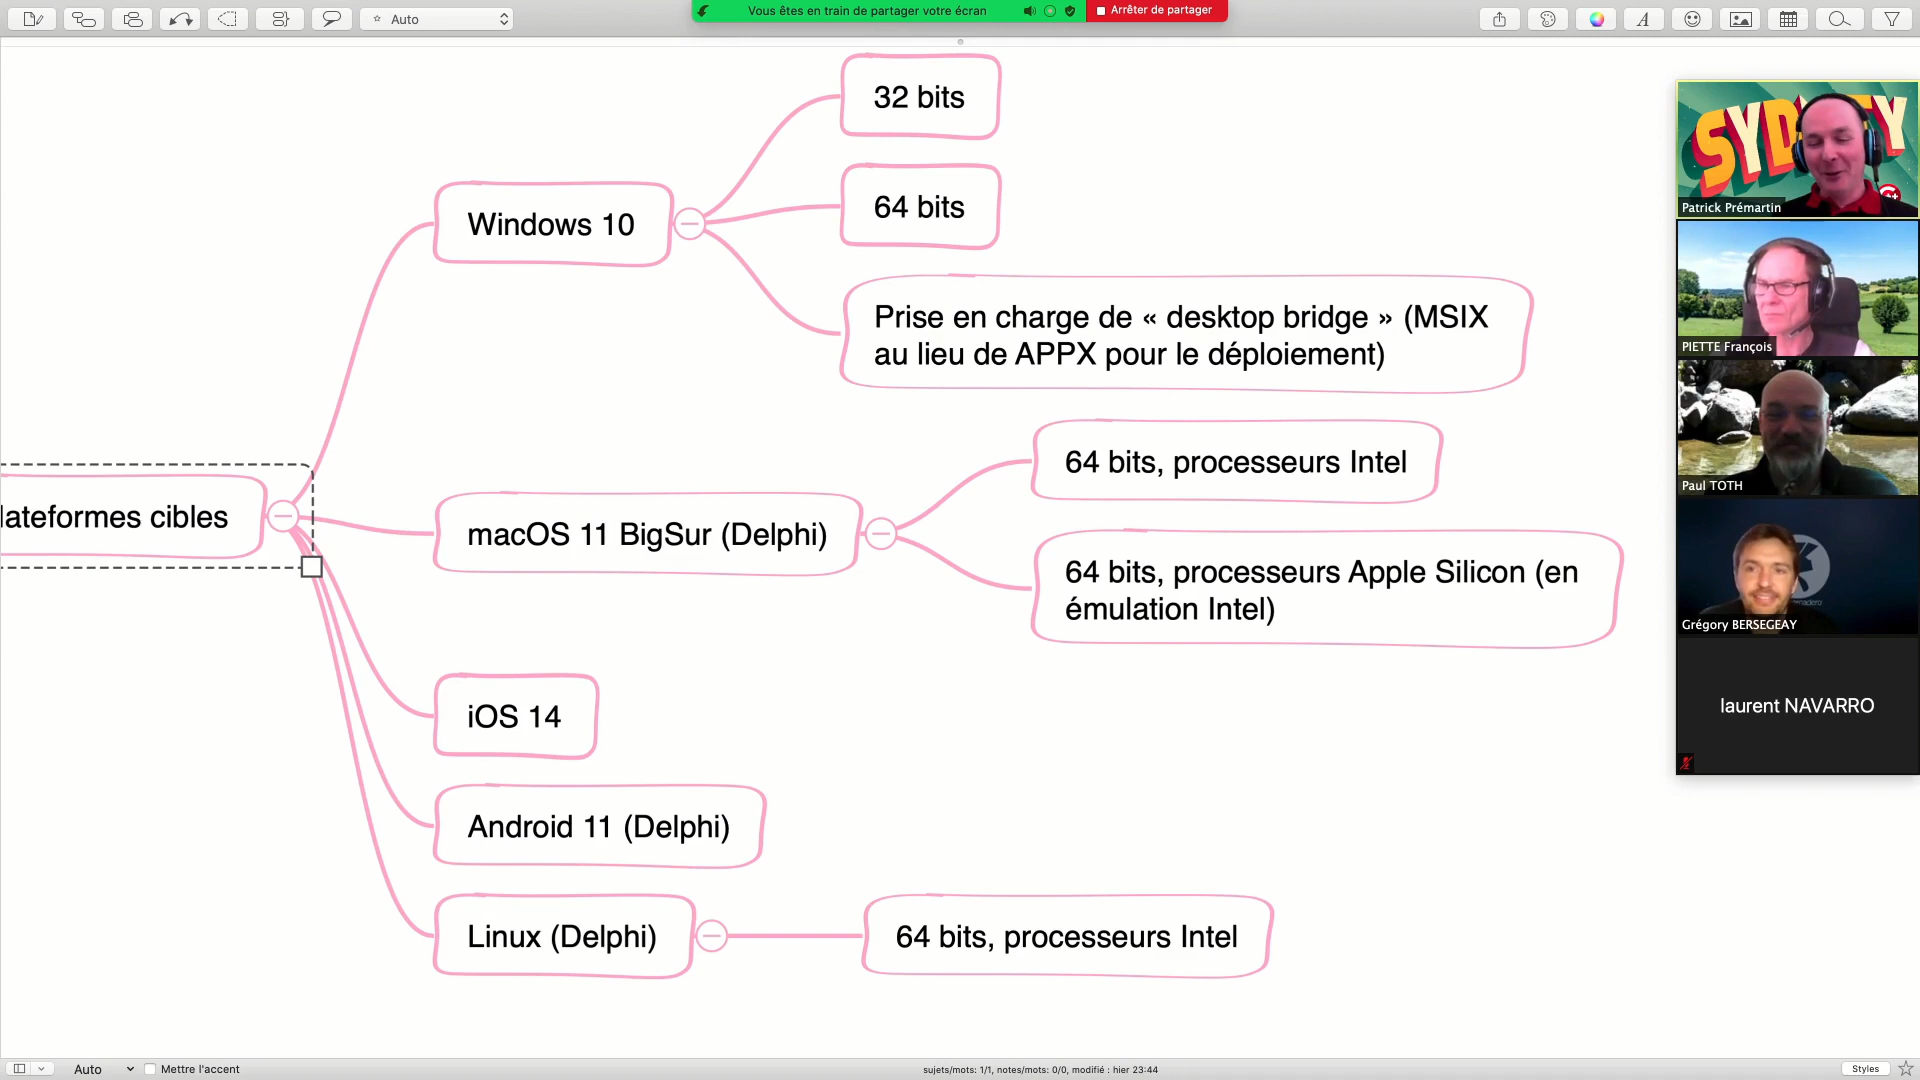 Auto
Vous êtes en train de partager votre écran
Arrêter de partager
32 bits
64 bits
Windows 10
Prise en charge de « desktop bridge » (MSIX
au lieu de APPX pour le déploiement)
64 bits, processeurs Intel
lateformes cibles
macOS 11 BigSur (Delphi)
64 bits, processeurs Apple Silicon (en
émulation Intel)
iOS 14
Android 11 (Delphi)
Linux (Delphi)
64 bits, processeurs Intel
Patrick Prémartin
PIETTE François
Paul TOTH
Grégory BERSEGEAY
laurent NAVARRO
Auto
Mettre l'accent
sujets/mots: 1/1, notes/mots: 0/0, modifié : hier 23:44
Styles